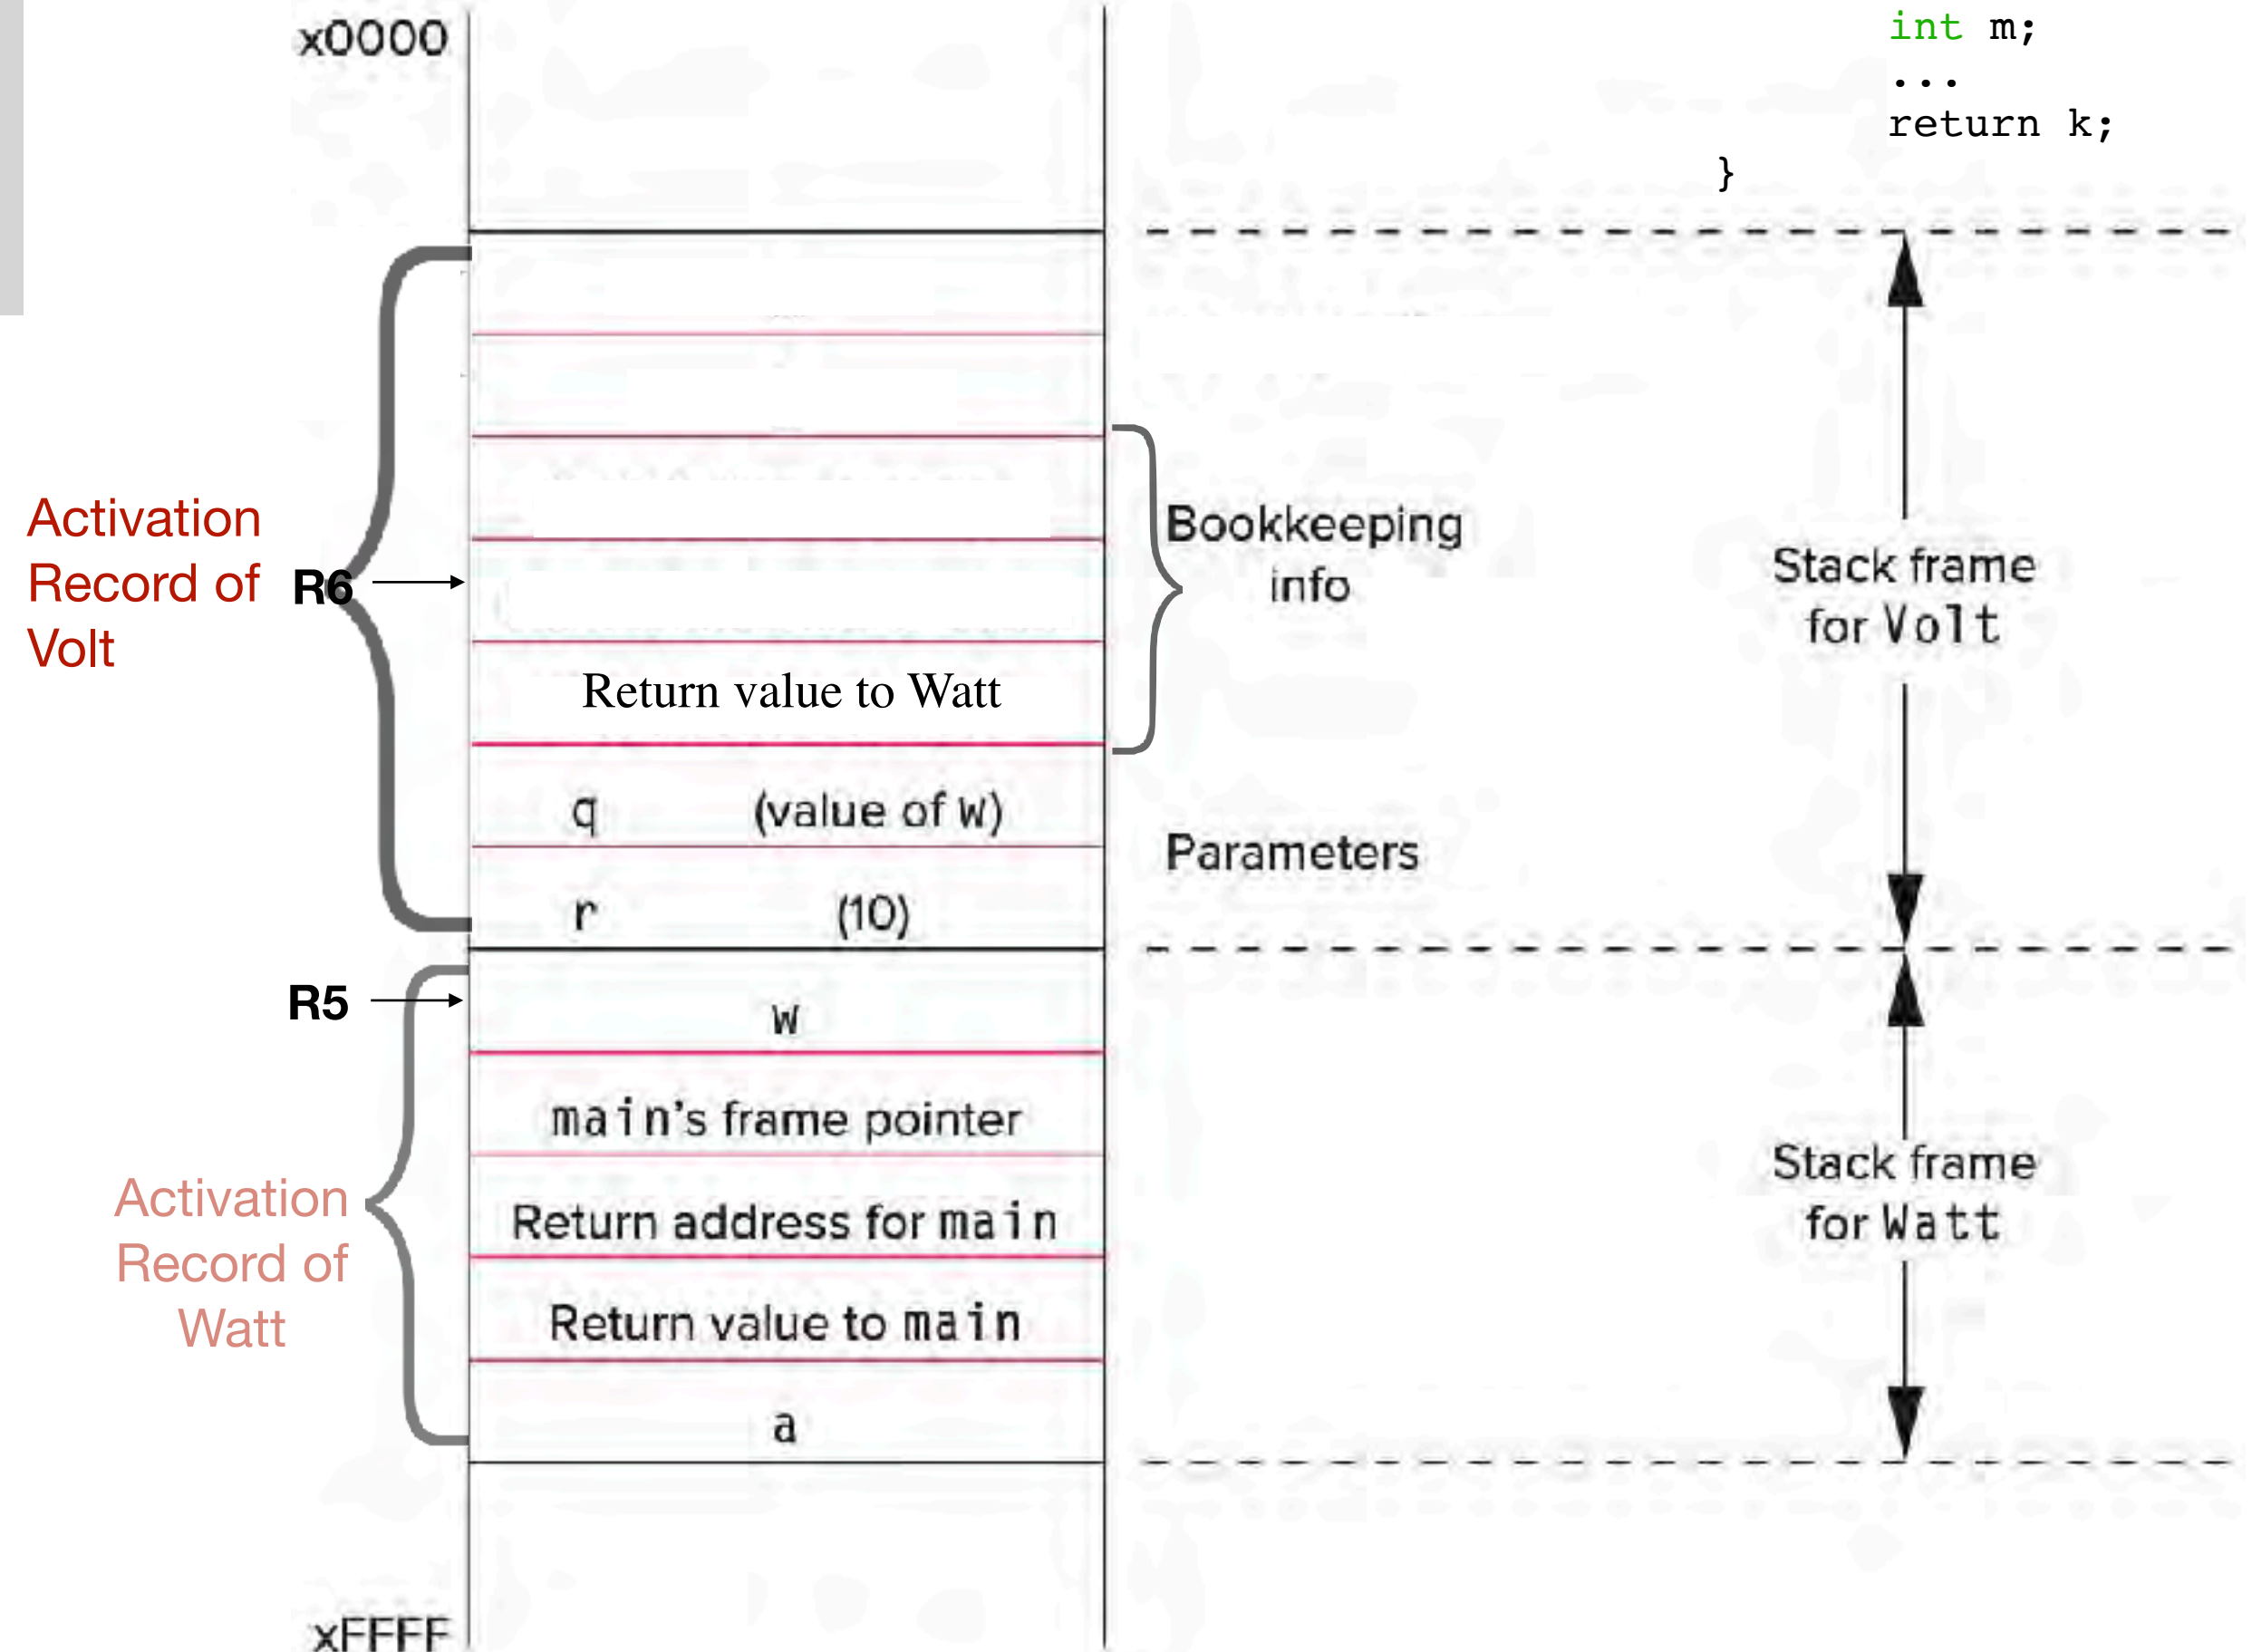 x0000
int m;
...
return k;
}
Activation
Record of
Volt
R6
Bookkeeping
info
Stack frame
for Volt
Return value to Watt
q (value of w)
Parameters
r (10)
R5
w
main's frame pointer
Activation
Record of
Watt
Stack frame
for Watt
Return address for main
Return value to main
a
xFFFF